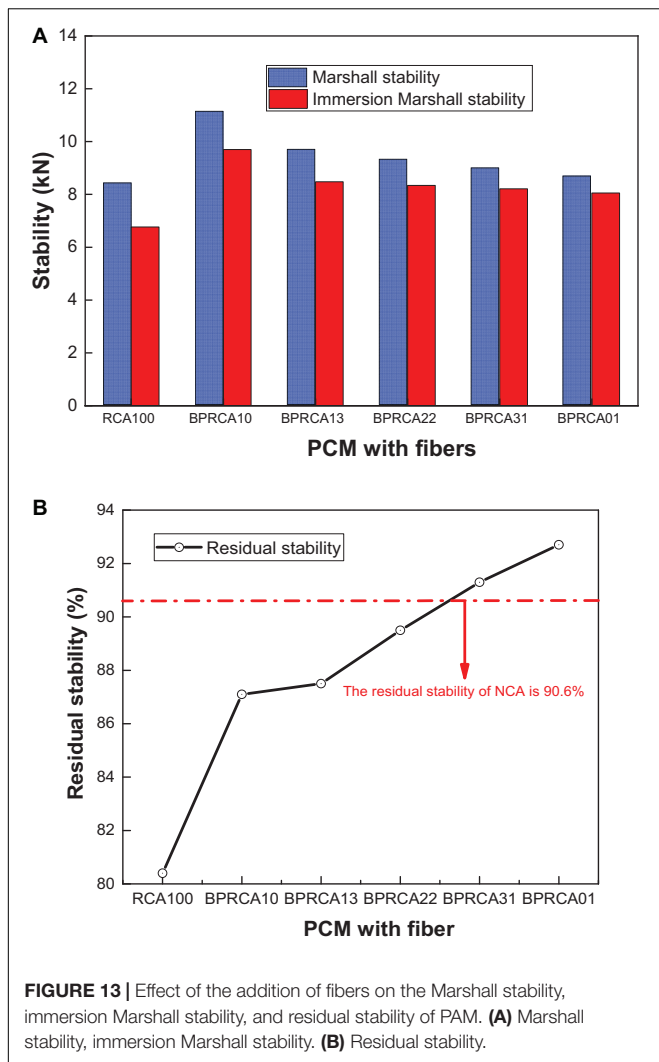 A
14
12
10
8
6
4
2
0
Stability (kN)
Marshall stability
Immersion Marshall stability
RCA100 BPRCA10 BPRCA13 BPRCA22 BPRCA31 BPRCA01
PCM with fibers
B
94
92
90
88
86
84
82
80
Residual stability (%)
Residual stability
The residual stability of NCA is 90.6%
RCA100 BPRCA10 BPRCA13 BPRCA22 BPRCA31 BPRCA01
PCM with fiber
FIGURE 13 | Effect of the addition of fibers on the Marshall stability,
immersion Marshall stability, and residual stability of PAM. (A) Marshall
stability, immersion Marshall stability. (B) Residual stability.